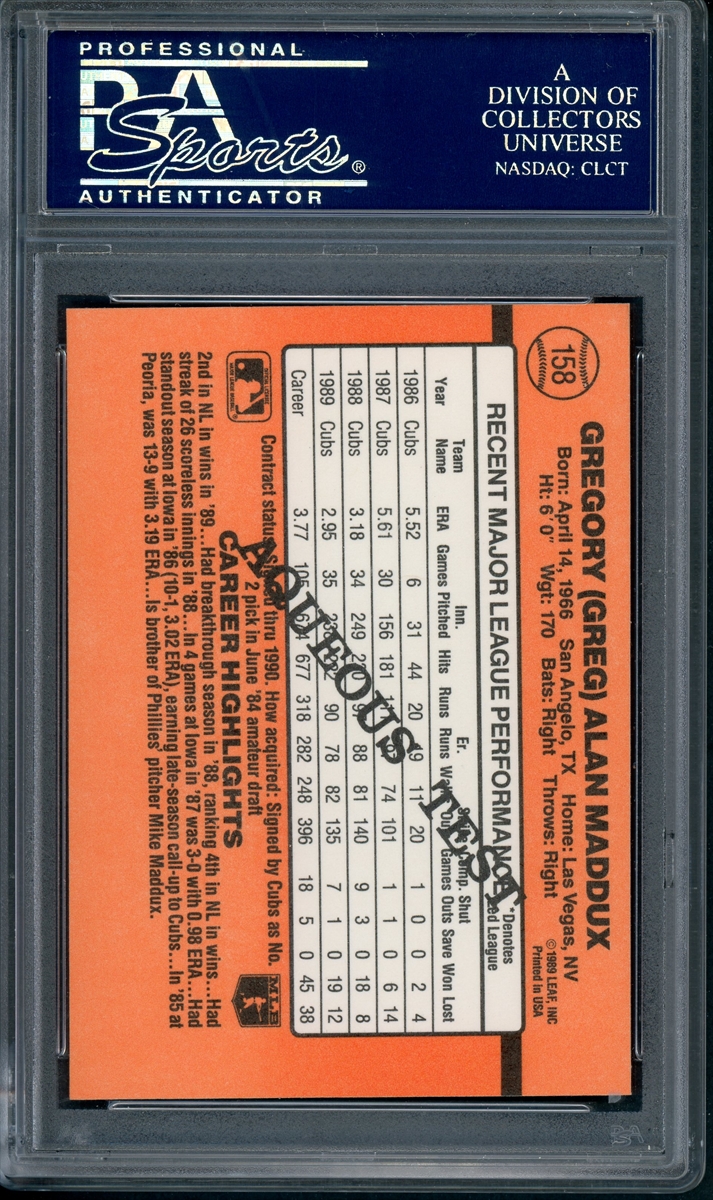 PROFESSIONAL
PSA
Sports®
AUTHENTICATOR
A
DIVISION OF
COLLECTORS
UNIVERSE
NASDAQ: CLCT
158
GREGORY (GREG) ALAN MADDUX
Born: April 14, 1966 San Angelo, TX Home: Las Vegas, NV
Ht: 6'0" Wgt: 170 Bats: Right Throws: Right
©1989 LEAF, INC
Printed in USA
RECENT MAJOR LEAGUE PERFORMANCE
*Denotes
Led League
Team Inn. Er. Strike Comp. Shut
Year Name ERA Games Pitched Hits Runs Runs Walks Outs Games Outs Save Won Lost
1986 Cubs 5.52 6 31 44 20 19 11 20 1 0 0 2 4
1987 Cubs 5.61 30 156 181 74 101 1 1 0 6 14
1988 Cubs 3.18 34 249 88 81 140 9 3 0 18 8
1989 Cubs 2.95 35 90 78 82 135 7 1 0 19 12
Career 3.77 105 677 318 282 248 396 18 5 0 45 38
AQUEOUS TEST
OFFICIAL LICENSEE
MAJOR LEAGUE BASEBALL
Contract status: Signed thru 1990. How acquired: Signed by Cubs as No.
2 pick in June '84 amateur draft
MLB
CAREER HIGHLIGHTS
2nd in NL in wins in '89...Had breakthrough season in '88, ranking 4th in NL in wins...Had
streak of 26 scoreless innings in '88...In 4 games at Iowa in '87 was 3-0 with 0.98 ERA...Had
standout season at Iowa in '86 (10-1, 3.02 ERA), earning late-season call-up to Cubs...In '85 at
Peoria, was 13-9 with 3.19 ERA...Is brother of Phillies' pitcher Mike Maddux.